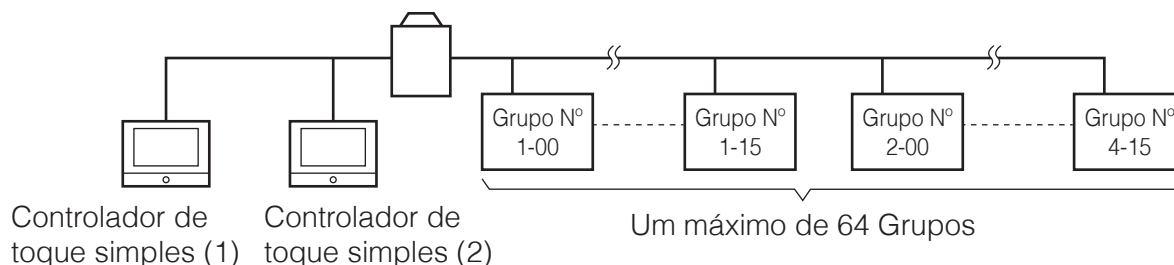 Grupo Nº
1-00
Grupo Nº
1-15
Grupo Nº
2-00
Grupo Nº
4-15
Controlador de
toque simples (1)
Controlador de
toque simples (2)
Um máximo de 64 Grupos